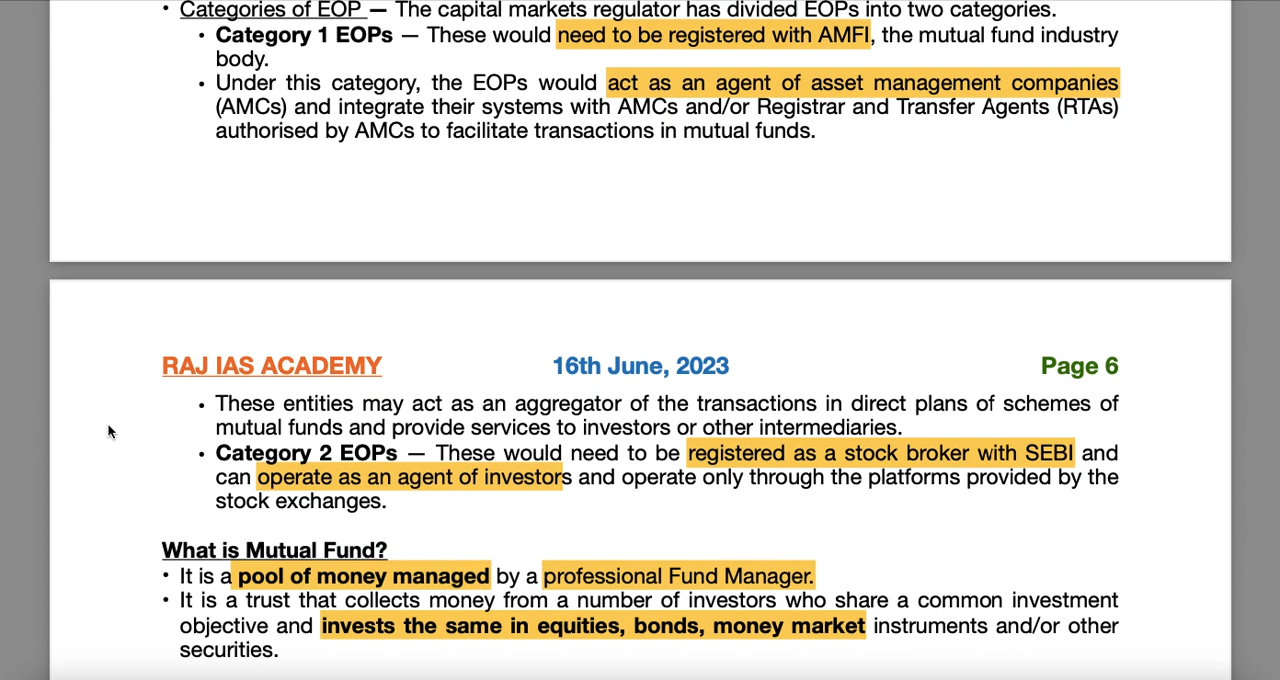 • Categories of EOP — The capital markets regulator has divided EOPs into two categories.
• Category 1 EOPs — These would need to be registered with AMFI, the mutual fund industry
body.
• Under this category, the EOPs would act as an agent of asset management companies
(AMCs) and integrate their systems with AMCs and/or Registrar and Transfer Agents (RTAs)
authorised by AMCs to facilitate transactions in mutual funds.
RAJ IAS ACADEMY 16th June, 2023 Page 6
• These entities may act as an aggregator of the transactions in direct plans of schemes of
mutual funds and provide services to investors or other intermediaries.
• Category 2 EOPs — These would need to be registered as a stock broker with SEBI and
can operate as an agent of investors and operate only through the platforms provided by the
stock exchanges.
What is Mutual Fund?
• It is a pool of money managed by a professional Fund Manager.
• It is a trust that collects money from a number of investors who share a common investment
objective and invests the same in equities, bonds, money market instruments and/or other
securities.